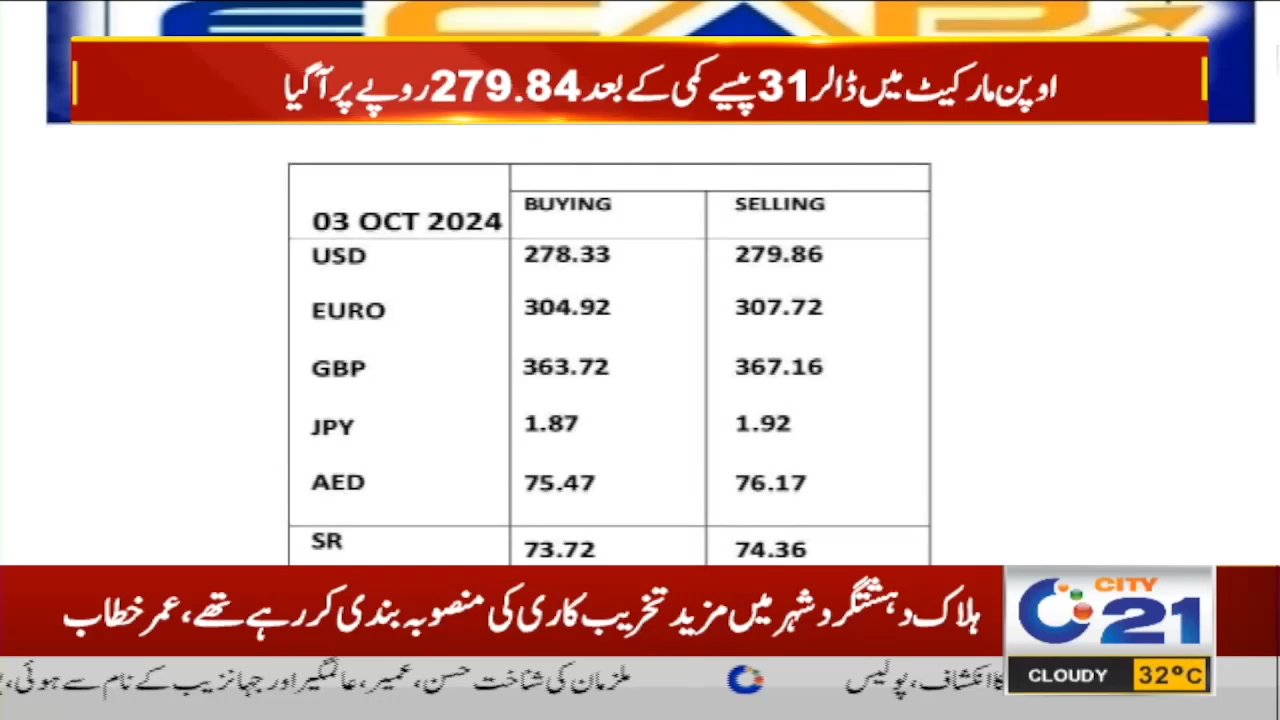 ECAP
اوپن مارکیٹ میں ڈالر 31 پیسے کمی کے بعد 279.84 روپے پر آگیا
03 OCT 2024 BUYING SELLING
USD 278.33 279.86
EURO 304.92 307.72
GBP 363.72 367.16
JPY 1.87 1.92
AED 75.47 76.17
SR 73.72 74.36
ہلاک دہشتگرد شہر میں مزید تخریب کاری کی منصوبہ بندی کر رہے تھے، عمر خطاب
CITY
21
کا انکشاف، پولیس
ملزمان کی شناخت حسن، عمیر، عالمگیر اور جہانزیب کے نام سے ہوئی،
CLOUDY 32°C